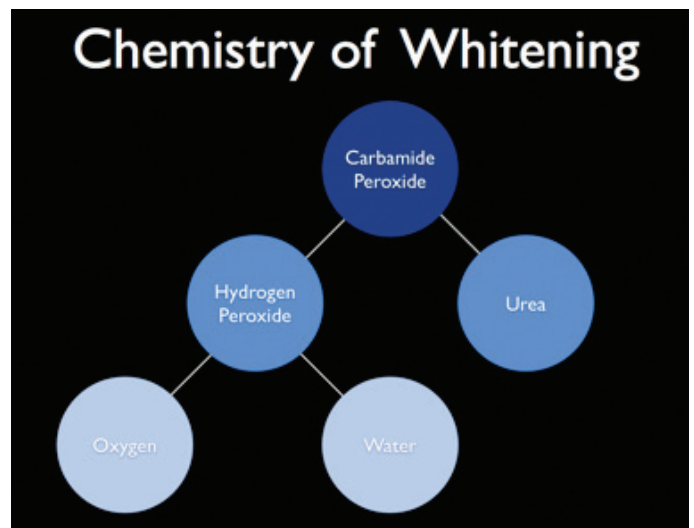 Chemistry of Whitening
Carbamide
Peroxide
Hydrogen
Peroxide
Urea
Oxygen
Water